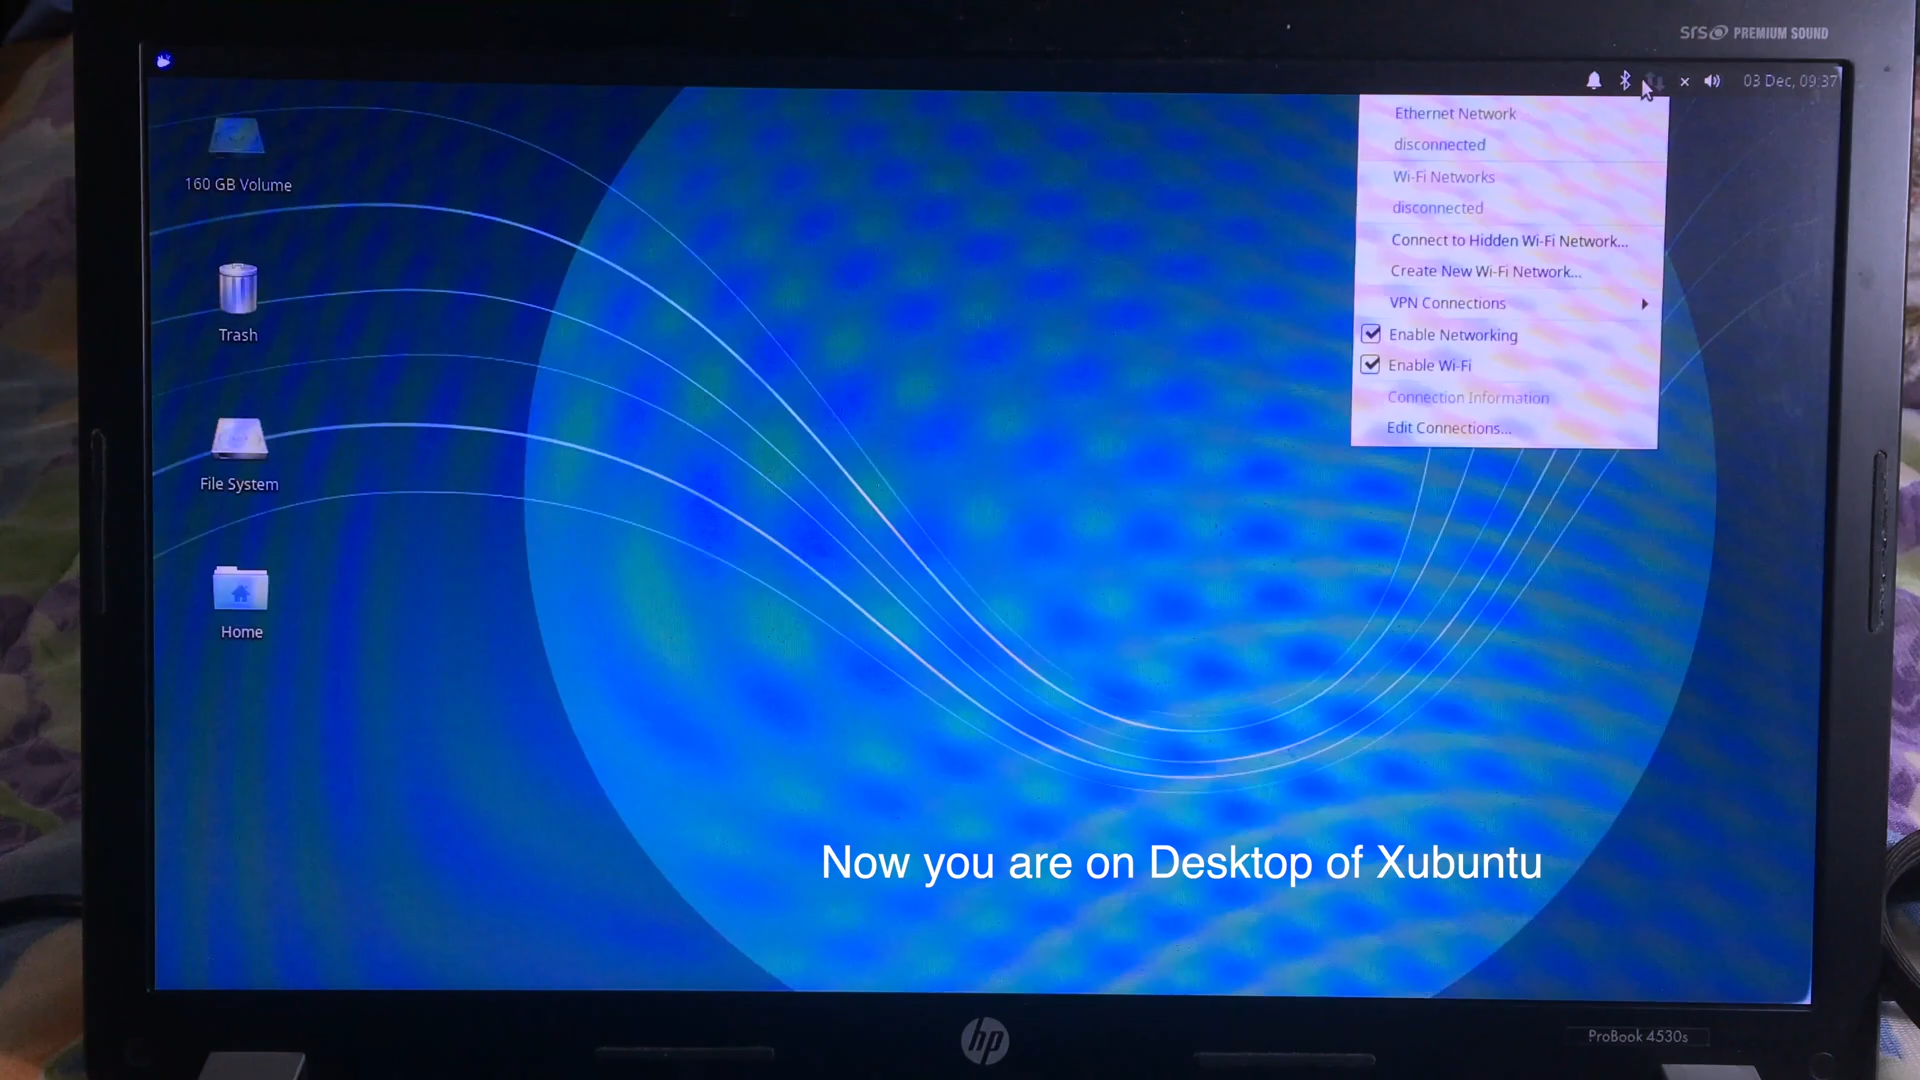 srs PREMIUM SOUND
03 Dec, 09:37
160 GB Volume
Trash
File System
Home
Ethernet Network
disconnected
Wi-Fi Networks
disconnected
Connect to Hidden Wi-Fi Network...
Create New Wi-Fi Network...
VPN Connections
Enable Networking
Enable Wi-Fi
Connection Information
Edit Connections...
Now you are on Desktop of Xubuntu
hp
ProBook 4530s